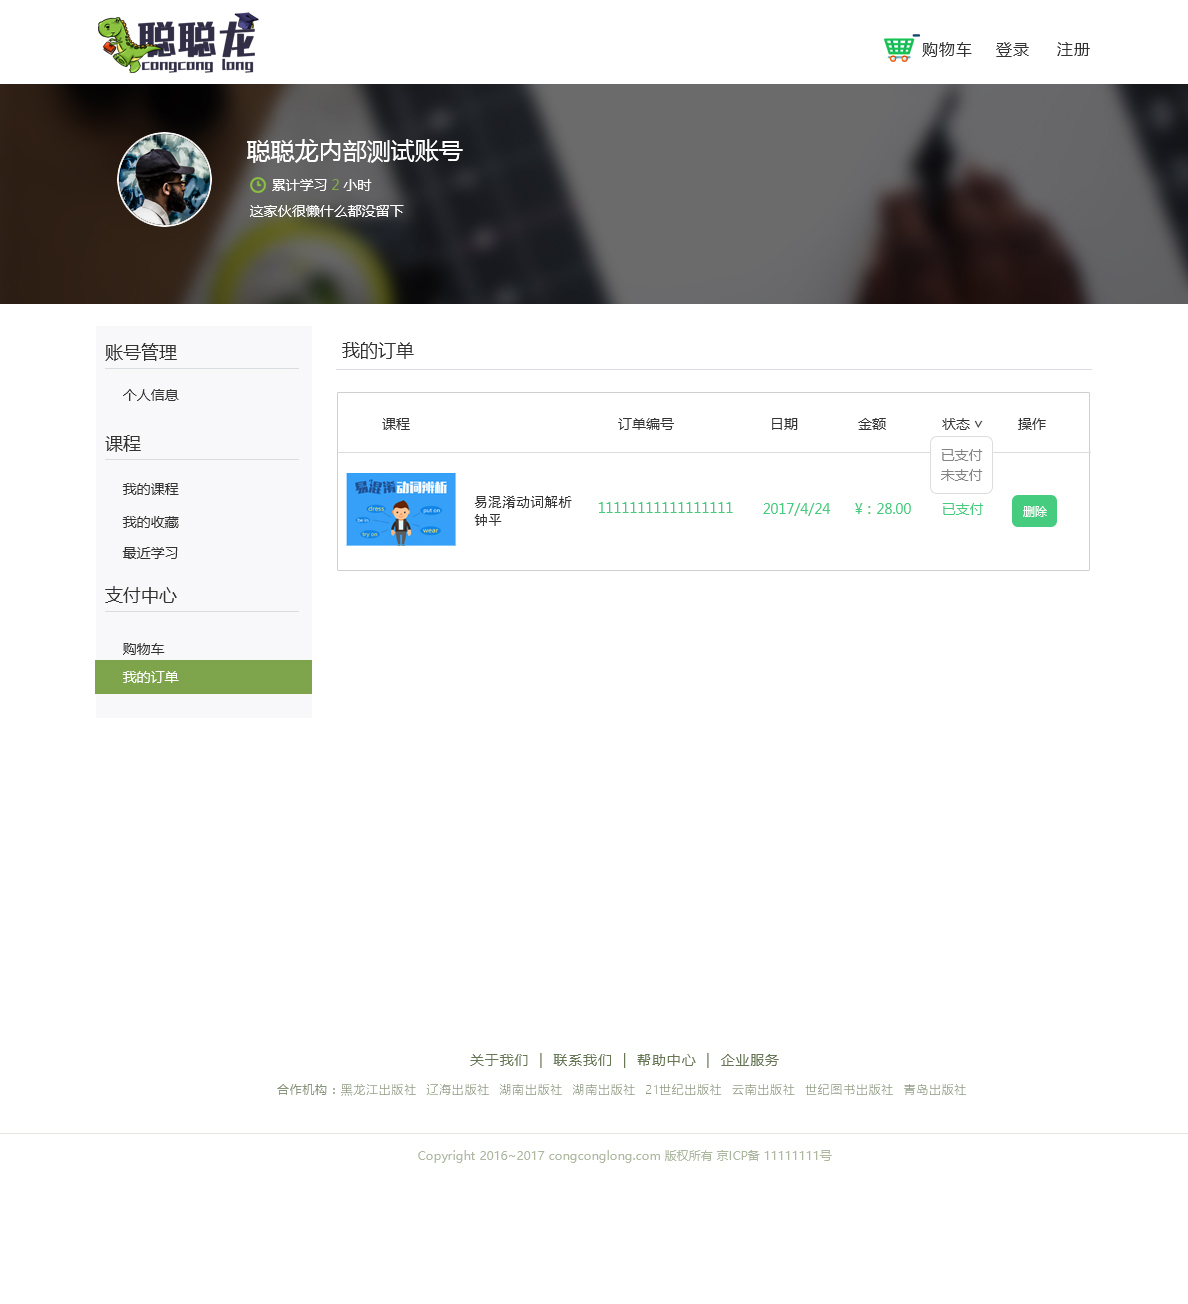 聪聪龙
congcong long
购物车 登录 注册
聪聪龙内部测试账号
累计学习 2 小时
这家伙很懒什么都没留下
账号管理
个人信息
课程
我的课程
我的收藏
最近学习
支付中心
购物车
我的订单
我的订单
课程 订单编号 日期 金额 状态 操作
已支付
未支付
易混淆动词辨析
dress
put on
be in
try on
wear
易混淆动词解析
钟平
11111111111111111 2017/4/24 ¥：28.00 已支付 删除
关于我们 | 联系我们 | 帮助中心 | 企业服务
合作机构：黑龙江出版社 辽海出版社 湖南出版社 湖南出版社 21世纪出版社 云南出版社 世纪图书出版社 青岛出版社
Copyright 2016~2017 congconglong.com 版权所有 京ICP备 11111111号